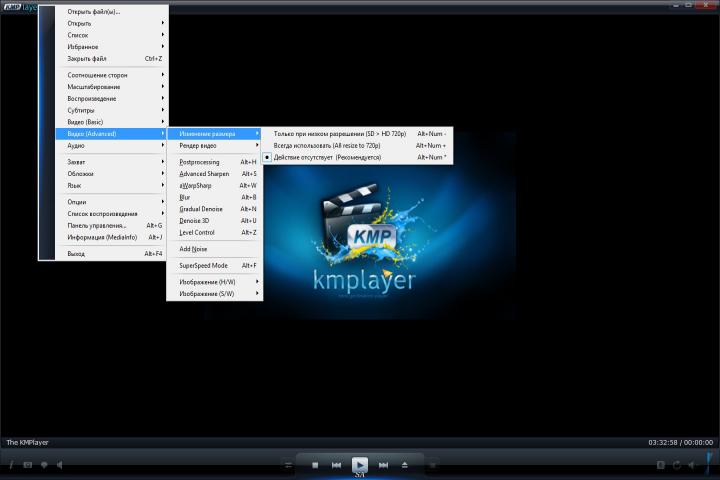 KMPlayer
Открыть файл(ы)...
Открыть
Список
Избранное
Закрыть файл Ctrl+Z
Соотношение сторон
Масштабирование
Воспроизведение
Субтитры
Видео (Basic)
Видео (Advanced)
Аудио
Захват
Обложки
Язык
Опции
Список воспроизведения
Панель управления... Alt+G
Информация (MediaInfo) Alt+J
Выход Alt+F4
Изменение размера
Рендер видео
Postprocessing Alt+H
Advanced Sharpen Alt+S
aWarpSharp Alt+W
Blur Alt+B
Gradual Denoise Alt+N
Denoise 3D Alt+U
Level Control Alt+Z
Add Noise
SuperSpeed Mode Alt+F
Изображение (H/W)
Изображение (S/W)
Только при низком разрешении (SD > HD 720p) Alt+Num -
Всегда использовать (All resize to 720p) Alt+Num +
Действие отсутствует (Рекомендуется) Alt+Num *
KMP
kmplayer
The KMPlayer
03:32:58 / 00:00:00